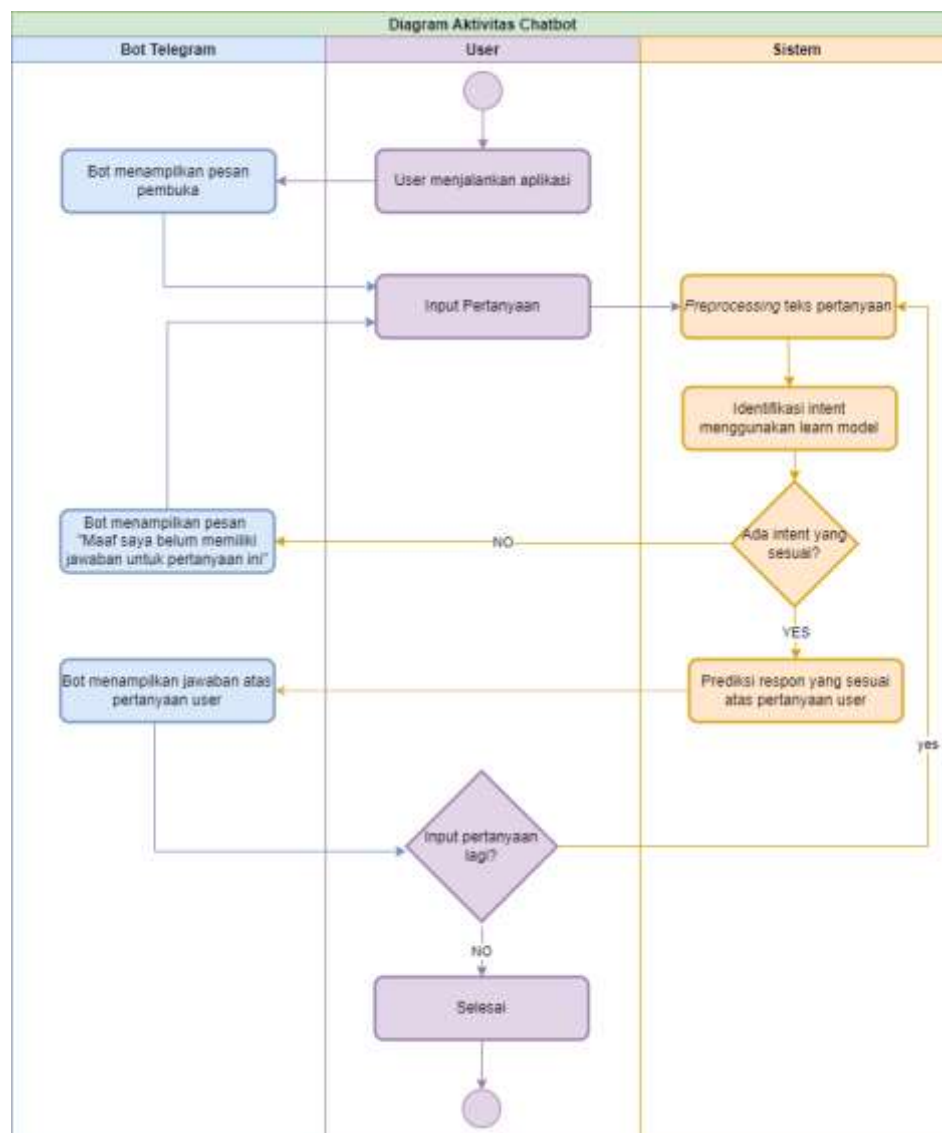 Diagram Aktivitas Chatbot
Bot Telegram
User
Sistem
Bot menampilkan pesan
pembuka
User menjalankan aplikasi
Input Pertanyaan
Preprocessing teks pertanyaan
Identifikasi intent
menggunakan learn model
Bot menampilkan pesan
"Maaf saya belum memiliki
jawaban untuk pertanyaan ini"
NO
Ada intent yang
sesuai?
YES
Bot menampilkan jawaban atas
pertanyaan user
Prediksi respon yang sesuai
atas pertanyaan user
yes
Input pertanyaan
lagi?
NO
Selesai